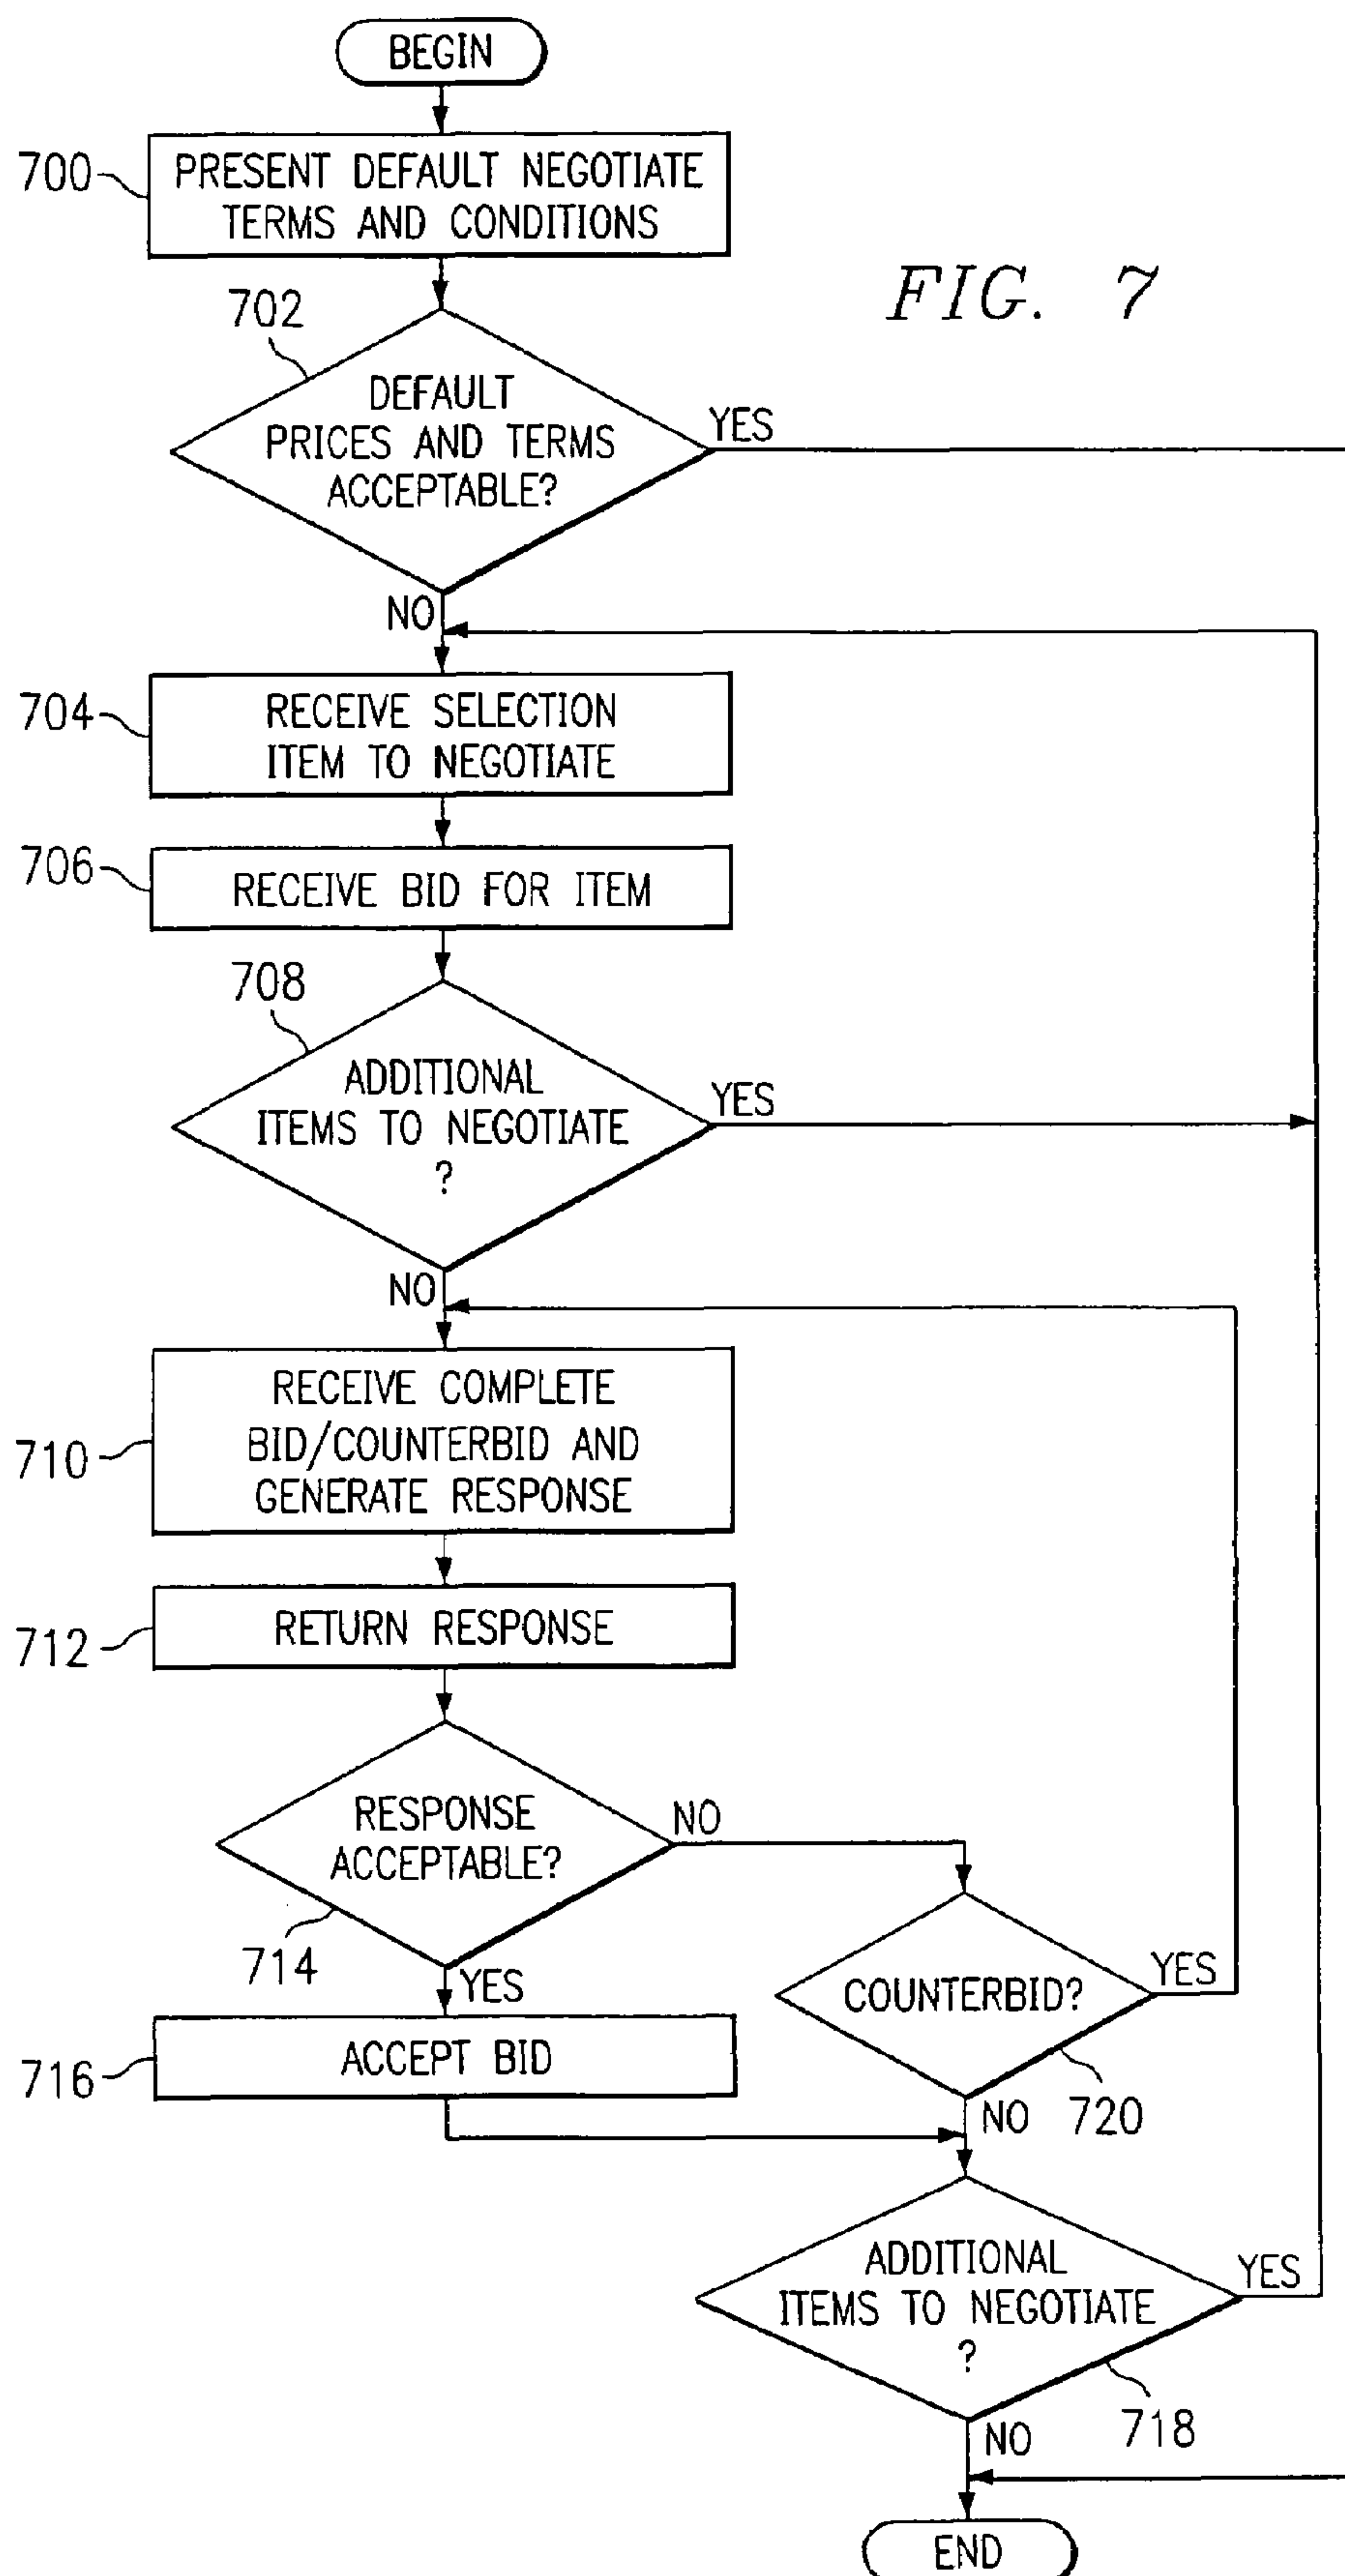 BEGIN
700
PRESENT DEFAULT NEGOTIATE
TERMS AND CONDITIONS
FIG. 7
702
DEFAULT
PRICES AND TERMS
ACCEPTABLE?
YES
NO
704
RECEIVE SELECTION
ITEM TO NEGOTIATE
706
RECEIVE BID FOR ITEM
708
ADDITIONAL
ITEMS TO NEGOTIATE
?
YES
NO
710
RECEIVE COMPLETE
BID/COUNTERBID AND
GENERATE RESPONSE
712
RETURN RESPONSE
RESPONSE
ACCEPTABLE?
NO
714
YES
COUNTERBID?
YES
716
ACCEPT BID
NO
720
ADDITIONAL
ITEMS TO NEGOTIATE
?
YES
718
NO
END